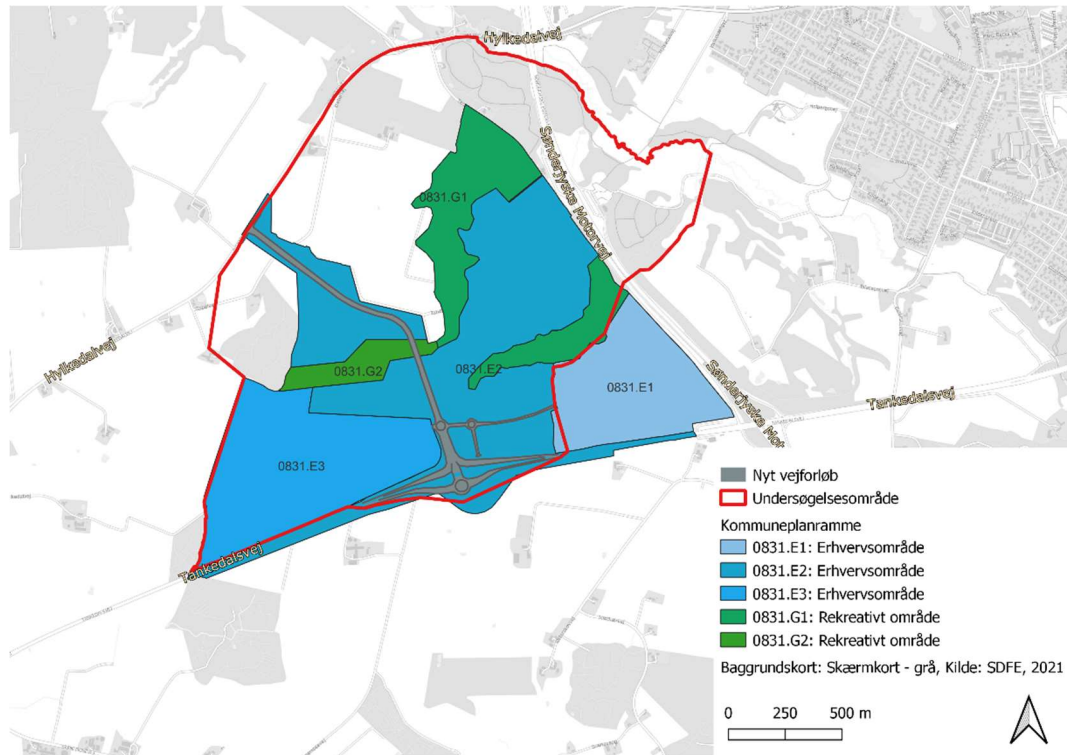 Hylkedalvej
Sønderjyske Motorvej
0831.G1
Hylkedalvej
0831.G2
0831.E2
0831.E1
Sønderjyske Mot
Tankedalsvej
0831.E3
Tankedalsvej
Nyt vejforløb
Undersøgelsesområde
Kommuneplanramme
0831.E1: Erhvervsområde
0831.E2: Erhvervsområde
0831.E3: Erhvervsområde
0831.G1: Rekreativt område
0831.G2: Rekreativt område
Baggrundskort: Skærmkort - grå, Kilde: SDFE, 2021
0 250 500 m